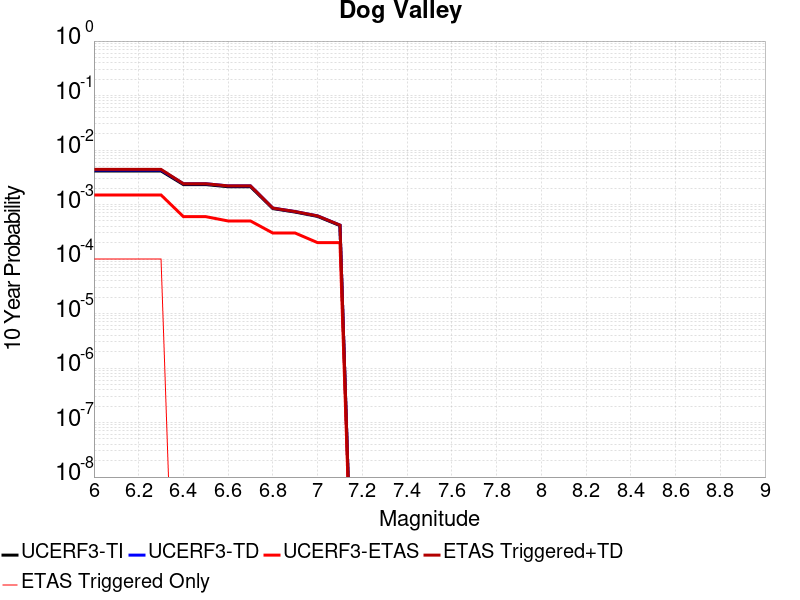 Dog Valley
10 Year Probability
10^0
10^-1
10^-2
10^-3
10^-4
10^-5
10^-6
10^-7
10^-8
6 6.2 6.4 6.6 6.8 7 7.2 7.4 7.6 7.8 8 8.2 8.4 8.6 8.8 9
Magnitude
UCERF3-TI UCERF3-TD UCERF3-ETAS ETAS Triggered+TD
ETAS Triggered Only